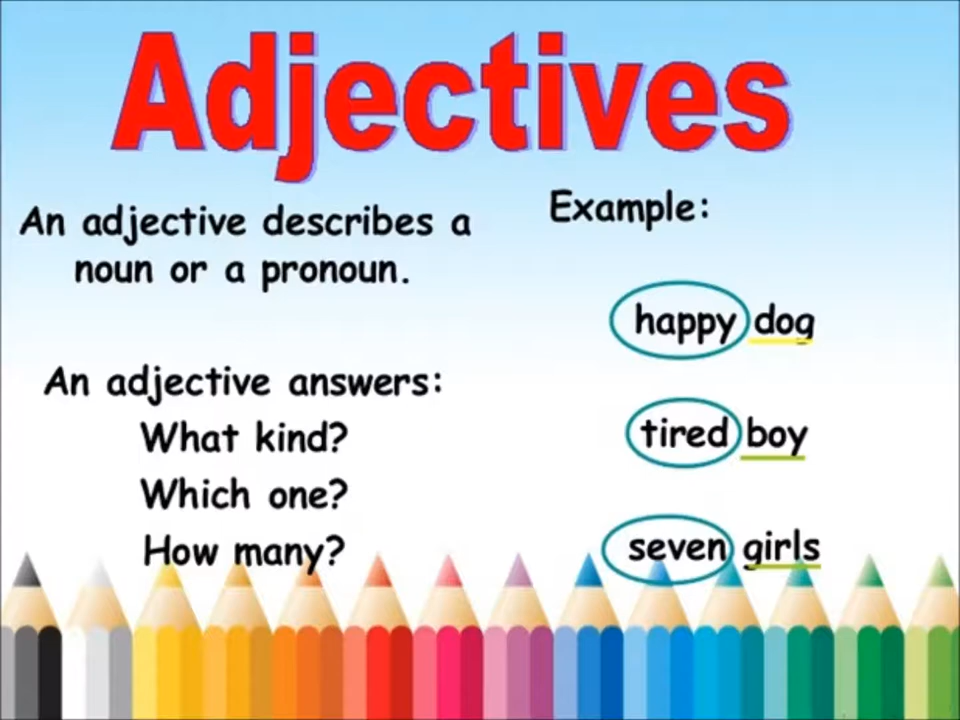 Adjectives
An adjective describes a
noun or a pronoun.
An adjective answers:
What kind?
Which one?
How many?
Example:
happy dog
tired boy
seven girls